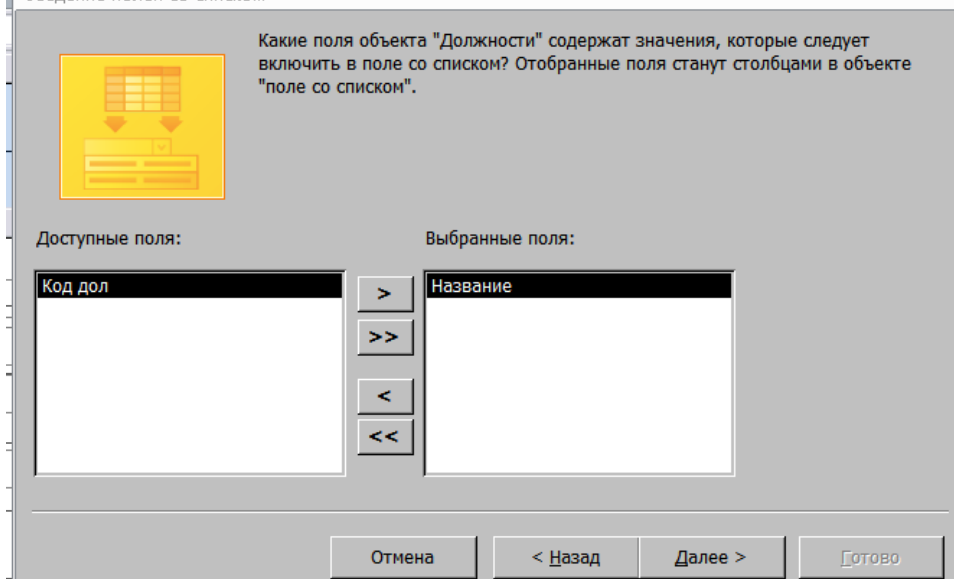 Какие поля объекта "Должности" содержат значения, которые следует
включить в поле со списком? Отобранные поля станут столбцами в объекте
"поле со списком".
Доступные поля:
Выбранные поля:
Код дол
Название
>
>>
<
<<
Отмена
< Назад
Далее >
Готово